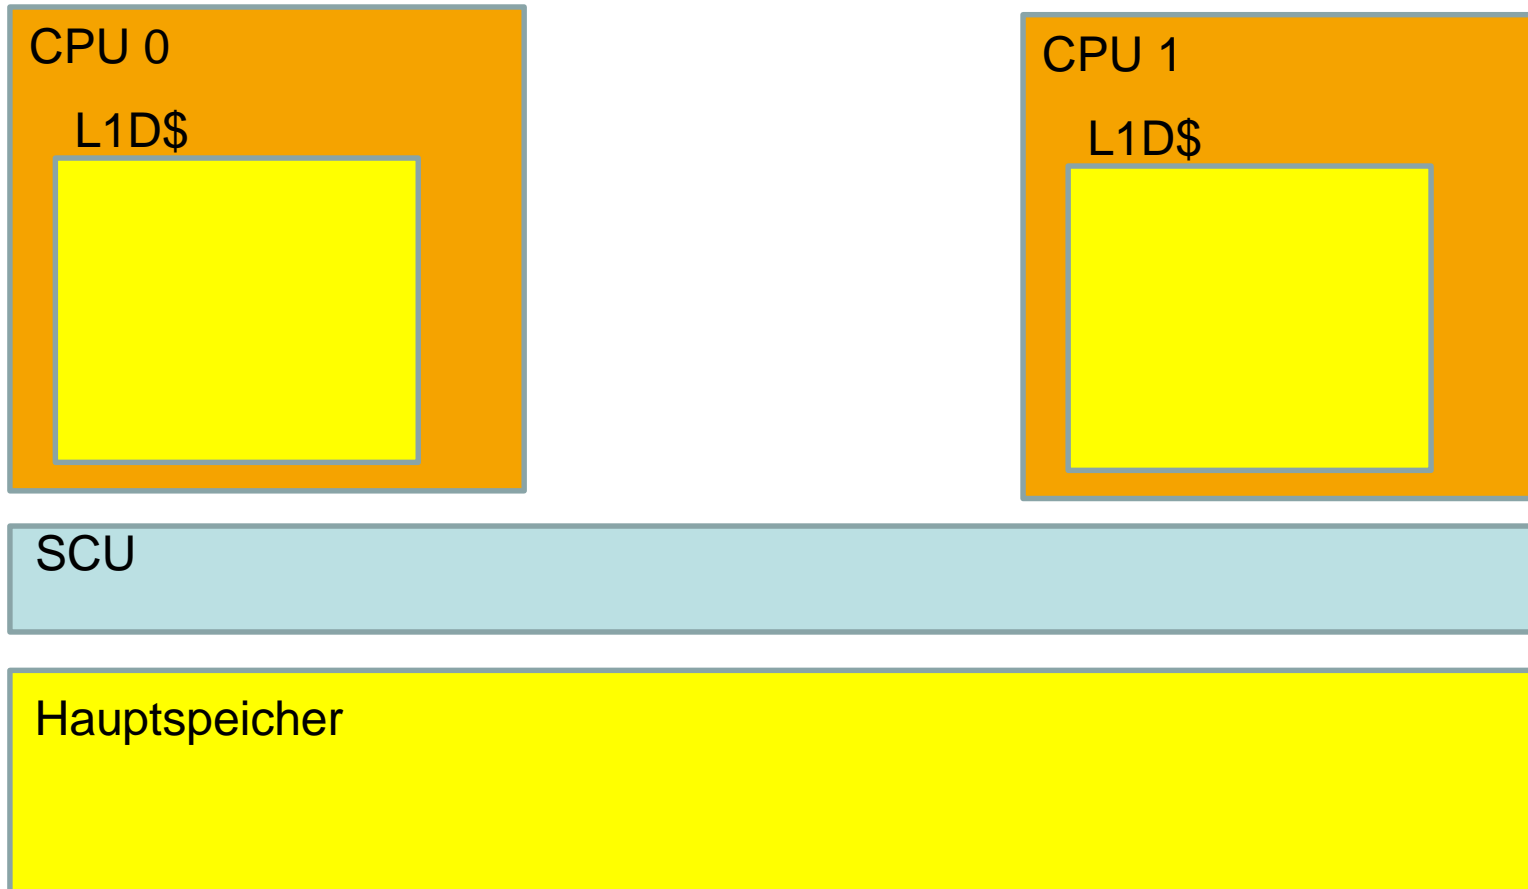 CPU 0
L1D$
CPU 1
L1D$
SCU
Hauptspeicher